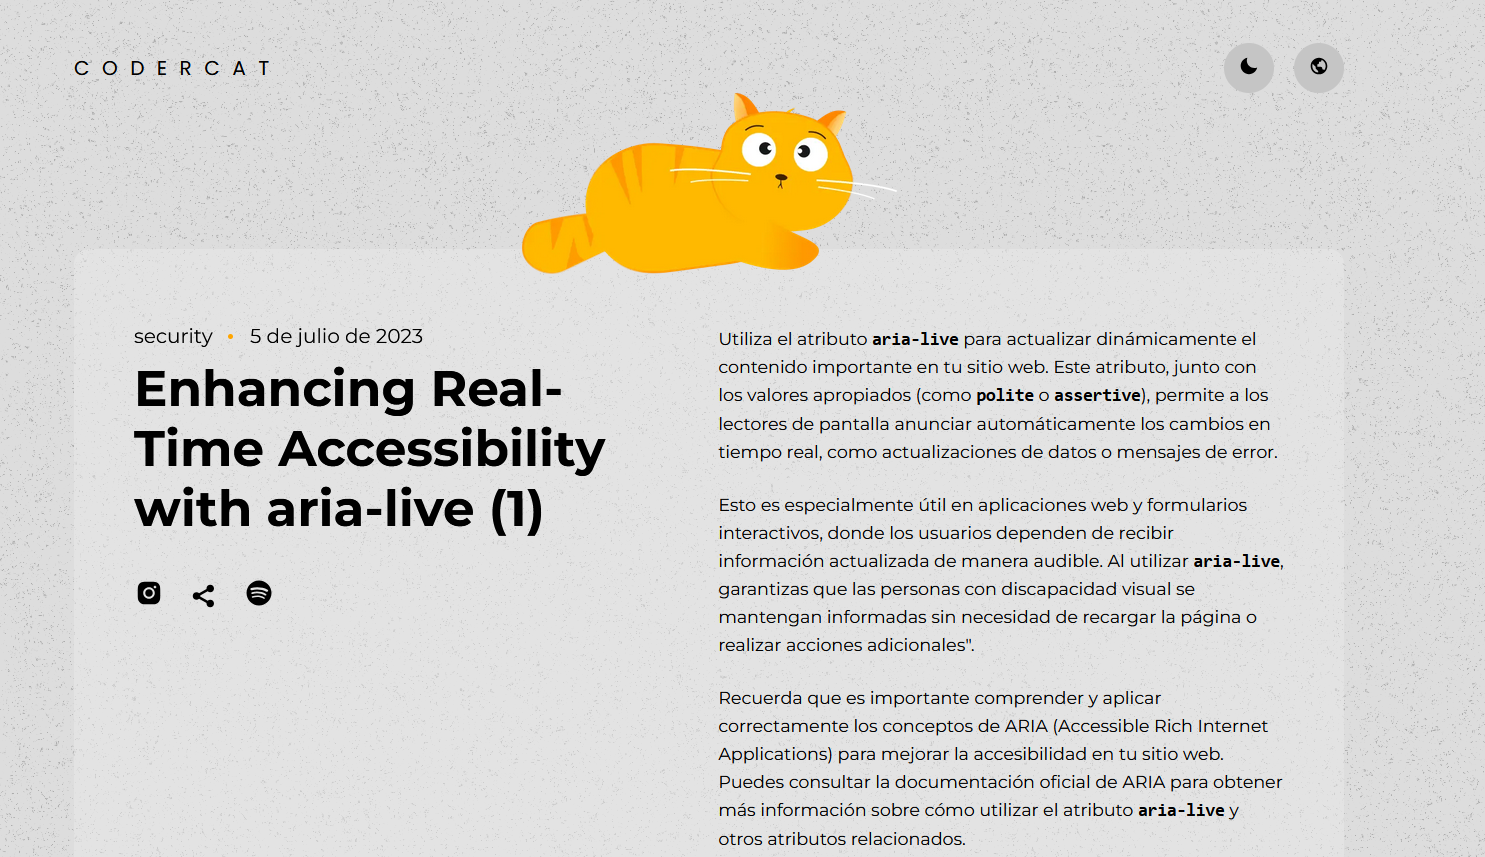 CODERCAT
security • 5 de julio de 2023
Enhancing Real-
Time Accessibility
with aria-live (1)
Utiliza el atributo aria-live para actualizar dinámicamente el
contenido importante en tu sitio web. Este atributo, junto con
los valores apropiados (como polite o assertive), permite a los
lectores de pantalla anunciar automáticamente los cambios en
tiempo real, como actualizaciones de datos o mensajes de error.
Esto es especialmente útil en aplicaciones web y formularios
interactivos, donde los usuarios dependen de recibir
información actualizada de manera audible. Al utilizar aria-live,
garantizas que las personas con discapacidad visual se
mantengan informadas sin necesidad de recargar la página o
realizar acciones adicionales".
Recuerda que es importante comprender y aplicar
correctamente los conceptos de ARIA (Accessible Rich Internet
Applications) para mejorar la accesibilidad en tu sitio web.
Puedes consultar la documentación oficial de ARIA para obtener
más información sobre cómo utilizar el atributo aria-live y
otros atributos relacionados.